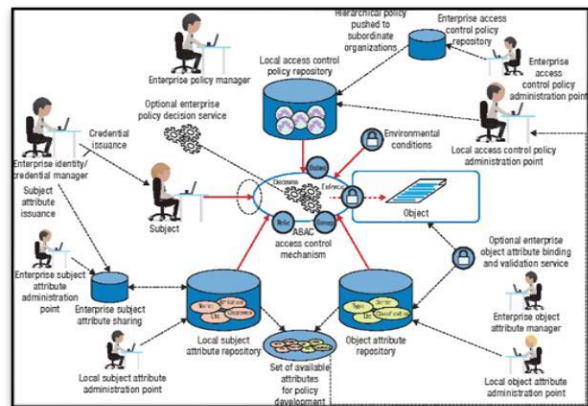 Hierarchical policy
pushed to
subordinate
organizations
Enterprise access
control policy
repository
Enterprise policy manager
Local access control
policy repository
Enterprise
access
control policy
administration point
Optional enterprise
policy decision service
Credential
issuance
Environmental
conditions
Local access control policy
administration point
Enterprise identity/
credential manager
Subject
attribute
issuance
Decision
Enforce
Subject
Object
ABAC
access control
mechanism
Optional enterprise
object attribute binding
and validation service
Enterprise subject
attribute
administration
point
Enterprise subject
attribute sharing
Name
Clearance
Local subject
attribute repository
Object attribute
repository
Enterprise object
attribute manager
Local subject
attribute administration point
Set of available
attributes
for policy
development
Local object attribute
administration point